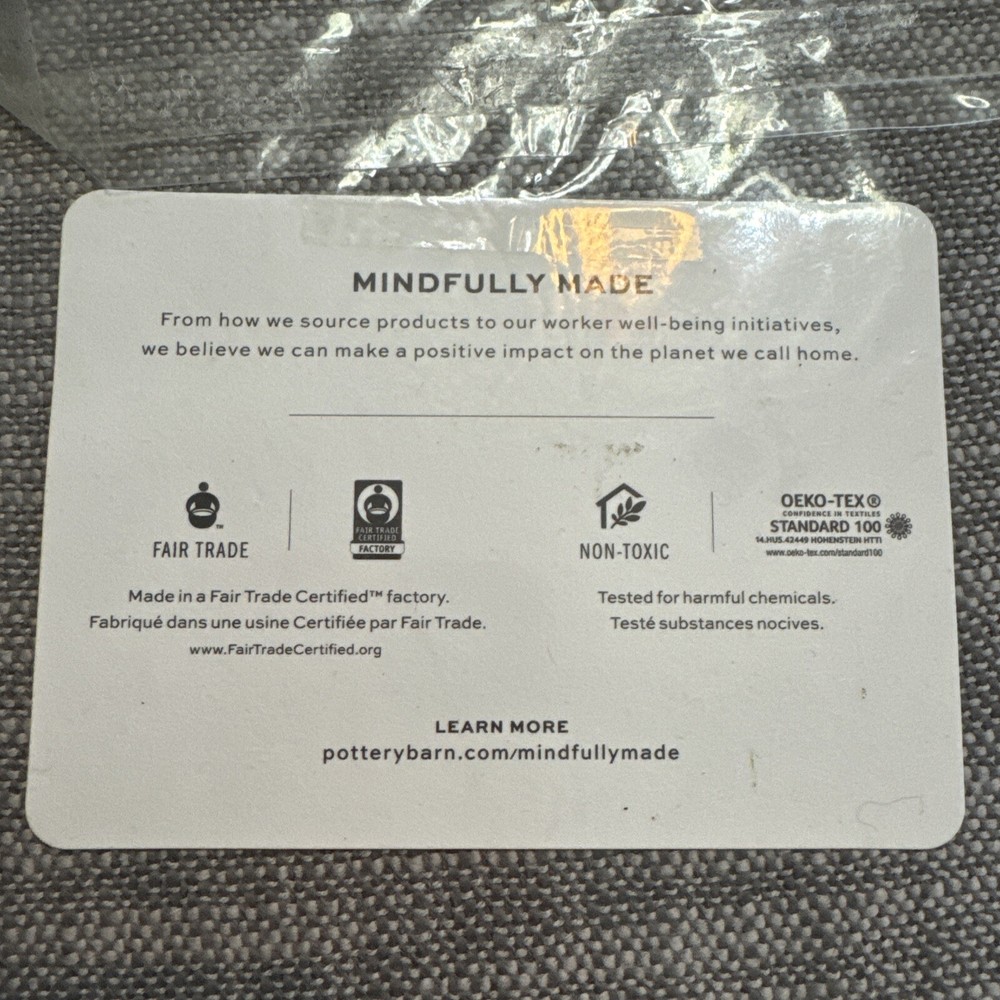 MINDFULLY MADE
From how we source products to our worker well-being initiatives,
we believe we can make a positive impact on the planet we call home.
FAIR TRADE
™
FAIR TRADE
CERTIFIED
FACTORY
NON-TOXIC
OEKO-TEX®
CONFIDENCE IN TEXTILES
STANDARD 100
14.HUS.42449 HOHENSTEIN HTTI
www.oeko-tex.com/standard100
Made in a Fair Trade Certified™ factory.
Fabriqué dans une usine Certifiée par Fair Trade.
www.FairTradeCertified.org
Tested for harmful chemicals.
Testé substances nocives.
LEARN MORE
potterybarn.com/mindfullymade